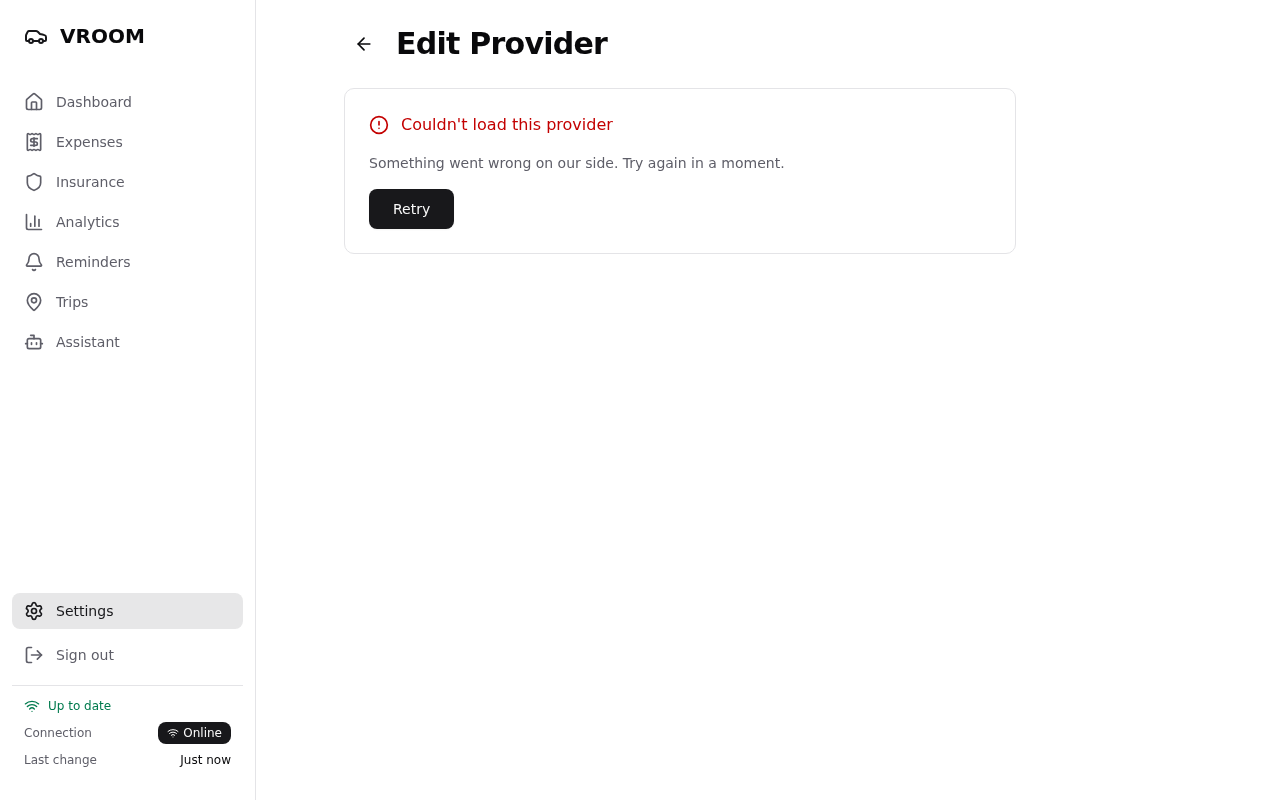 VROOM
Dashboard
Expenses
Insurance
Analytics
Reminders
Trips
Assistant
Settings
Sign out
Up to date
Connection Online
Last change Just now
Edit Provider
Couldn't load this provider
Something went wrong on our side. Try again in a moment.
Retry